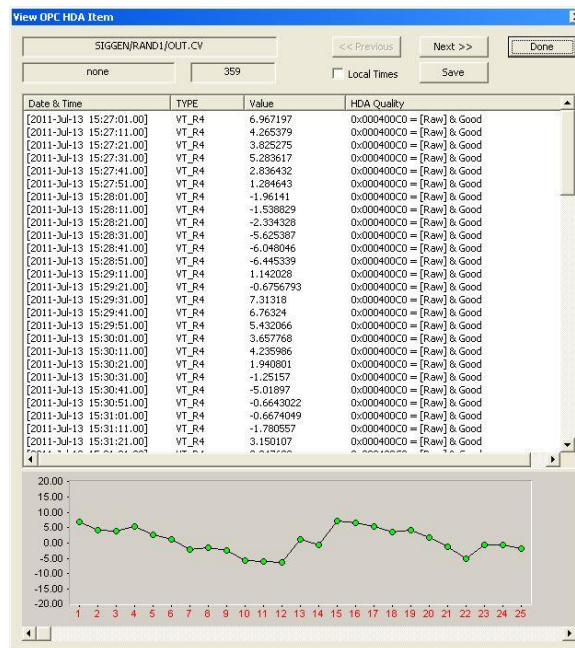 View OPC HDA Item
SIGGEN/RAND1/OUT.CV
<< Previous
Next >>
Done
none
359
Local Times
Save
Date & Time TYPE Value HDA Quality
[2011-Jul-13 15:27:01.00] VT_R4 6.967197 0x000400C0 = [Raw] & Good
[2011-Jul-13 15:27:11.00] VT_R4 4.265379 0x000400C0 = [Raw] & Good
[2011-Jul-13 15:27:21.00] VT_R4 3.825275 0x000400C0 = [Raw] & Good
[2011-Jul-13 15:27:31.00] VT_R4 5.283617 0x000400C0 = [Raw] & Good
[2011-Jul-13 15:27:41.00] VT_R4 2.836432 0x000400C0 = [Raw] & Good
[2011-Jul-13 15:27:51.00] VT_R4 1.284643 0x000400C0 = [Raw] & Good
[2011-Jul-13 15:28:01.00] VT_R4 -1.96141 0x000400C0 = [Raw] & Good
[2011-Jul-13 15:28:11.00] VT_R4 -1.538829 0x000400C0 = [Raw] & Good
[2011-Jul-13 15:28:21.00] VT_R4 -2.334328 0x000400C0 = [Raw] & Good
[2011-Jul-13 15:28:31.00] VT_R4 -5.625387 0x000400C0 = [Raw] & Good
[2011-Jul-13 15:28:41.00] VT_R4 -6.048046 0x000400C0 = [Raw] & Good
[2011-Jul-13 15:28:51.00] VT_R4 -6.445339 0x000400C0 = [Raw] & Good
[2011-Jul-13 15:29:11.00] VT_R4 1.142028 0x000400C0 = [Raw] & Good
[2011-Jul-13 15:29:21.00] VT_R4 -0.6756793 0x000400C0 = [Raw] & Good
[2011-Jul-13 15:29:31.00] VT_R4 7.31318 0x000400C0 = [Raw] & Good
[2011-Jul-13 15:29:41.00] VT_R4 6.76324 0x000400C0 = [Raw] & Good
[2011-Jul-13 15:29:51.00] VT_R4 5.432066 0x000400C0 = [Raw] & Good
[2011-Jul-13 15:30:01.00] VT_R4 3.657768 0x000400C0 = [Raw] & Good
[2011-Jul-13 15:30:11.00] VT_R4 4.235986 0x000400C0 = [Raw] & Good
[2011-Jul-13 15:30:21.00] VT_R4 1.940801 0x000400C0 = [Raw] & Good
[2011-Jul-13 15:30:31.00] VT_R4 -1.25157 0x000400C0 = [Raw] & Good
[2011-Jul-13 15:30:41.00] VT_R4 -5.01897 0x000400C0 = [Raw] & Good
[2011-Jul-13 15:30:51.00] VT_R4 -0.6643022 0x000400C0 = [Raw] & Good
[2011-Jul-13 15:31:01.00] VT_R4 -0.6674049 0x000400C0 = [Raw] & Good
[2011-Jul-13 15:31:11.00] VT_R4 -1.780557 0x000400C0 = [Raw] & Good
[2011-Jul-13 15:31:21.00] VT_R4 3.150107 0x000400C0 = [Raw] & Good
20.00
15.00
10.00
5.00
0.00
-5.00
-10.00
-15.00
-20.00
1 2 3 4 5 6 7 8 9 10 11 12 13 14 15 16 17 18 19 20 21 22 23 24 25